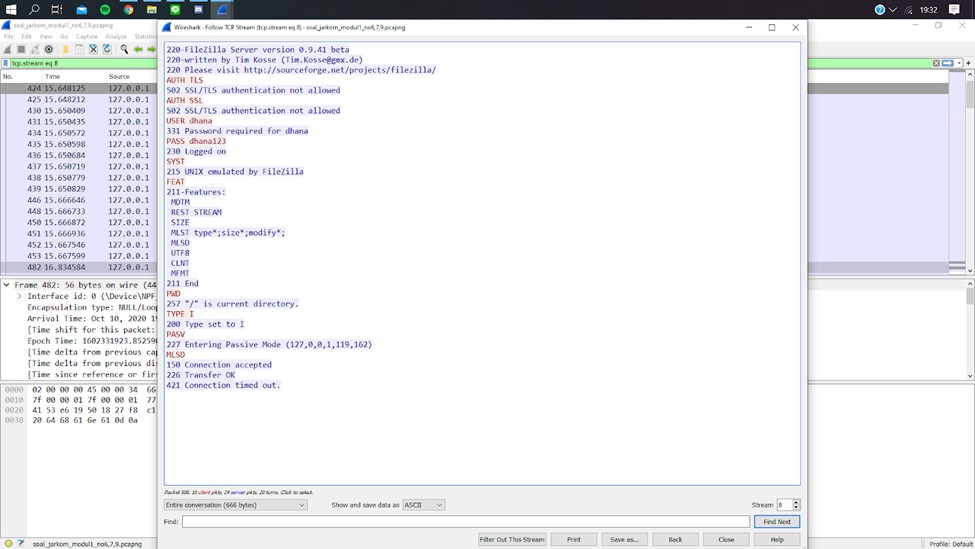 19:32
soal_jarkom_modul1_no6,7,9.pcapng
Wireshark - Follow TCP Stream (tcp.stream eq 8) - soal_jarkom_modul1_no6,7,9.pcapng
File Edit View Go Capture Analyze Statistics
tcp.stream eq 8
No. Time Source
424 15.648125 127.0.0.1
425 15.648212 127.0.0.1
430 15.650409 127.0.0.1
431 15.650435 127.0.0.1
434 15.650572 127.0.0.1
435 15.650598 127.0.0.1
436 15.650684 127.0.0.1
437 15.650719 127.0.0.1
438 15.650779 127.0.0.1
439 15.650829 127.0.0.1
446 15.666646 127.0.0.1
448 15.666733 127.0.0.1
450 15.666872 127.0.0.1
451 15.666936 127.0.0.1
452 15.667546 127.0.0.1
453 15.667599 127.0.0.1
482 16.834584 127.0.0.1
Frame 482: 56 bytes on wire (44
Interface id: 0 (\Device\NPF_
Encapsulation type: NULL/Loop
Arrival Time: Oct 10, 2020 19
[Time shift for this packet:
Epoch Time: 1602331923.852590
[Time delta from previous cap
[Time delta from previous dis
[Time since reference or firs
0000 02 00 00 00 45 00 00 34 66
0010 7f 00 00 01 7f 00 00 01 77
0020 41 53 e6 19 50 18 27 f8 c1
0030 20 64 68 61 6e 61 0d 0a
220-FileZilla Server version 0.9.41 beta
220-written by Tim Kosse (Tim.Kosse@gmx.de)
220 Please visit http://sourceforge.net/projects/filezilla/
AUTH TLS
502 SSL/TLS authentication not allowed
AUTH SSL
502 SSL/TLS authentication not allowed
USER dhana
331 Password required for dhana
PASS dhana123
230 Logged on
SYST
215 UNIX emulated by FileZilla
FEAT
211-Features:
MDTM
REST STREAM
SIZE
MLST type*;size*;modify*;
MLSD
UTF8
CLNT
MFMT
211 End
PWD
257 "/" is current directory.
TYPE I
200 Type set to I
PASV
227 Entering Passive Mode (127,0,0,1,119,162)
MLSD
150 Connection accepted
226 Transfer OK
421 Connection timed out.
Packet 508. 10 client pkts, 24 server pkts, 20 turns. Click to select.
Entire conversation (666 bytes) Show and save data as ASCII Stream 8
Find: Find Next
Filter Out This Stream Print Save as... Back Close Help
soal_jarkom_modul1_no6,7,9.pcapng
Profile: Default